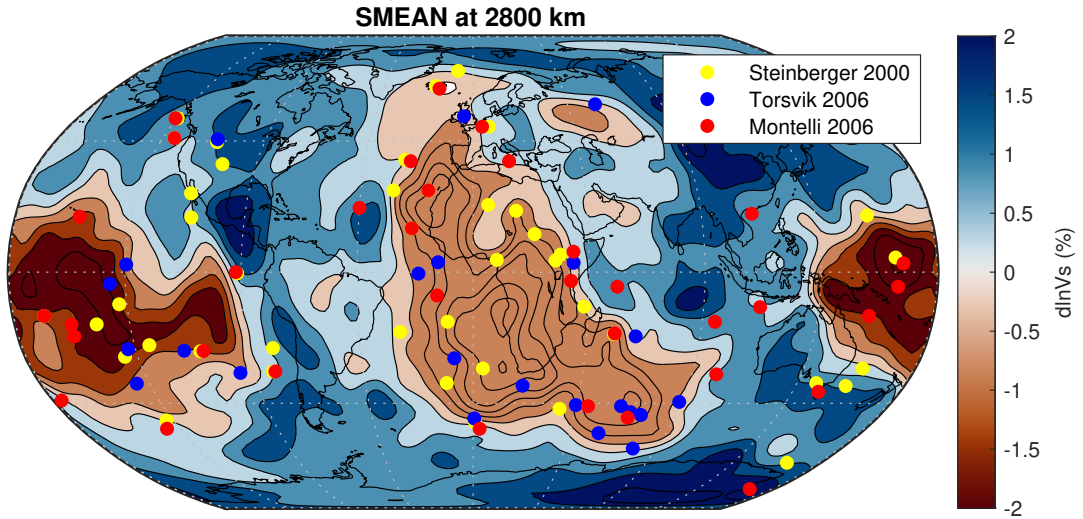 SMEAN at 2800 km
Steinberger 2000
Torsvik 2006
Montelli 2006
2
1.5
1
0.5
0
-0.5
-1
-1.5
-2
dlnVs (%)